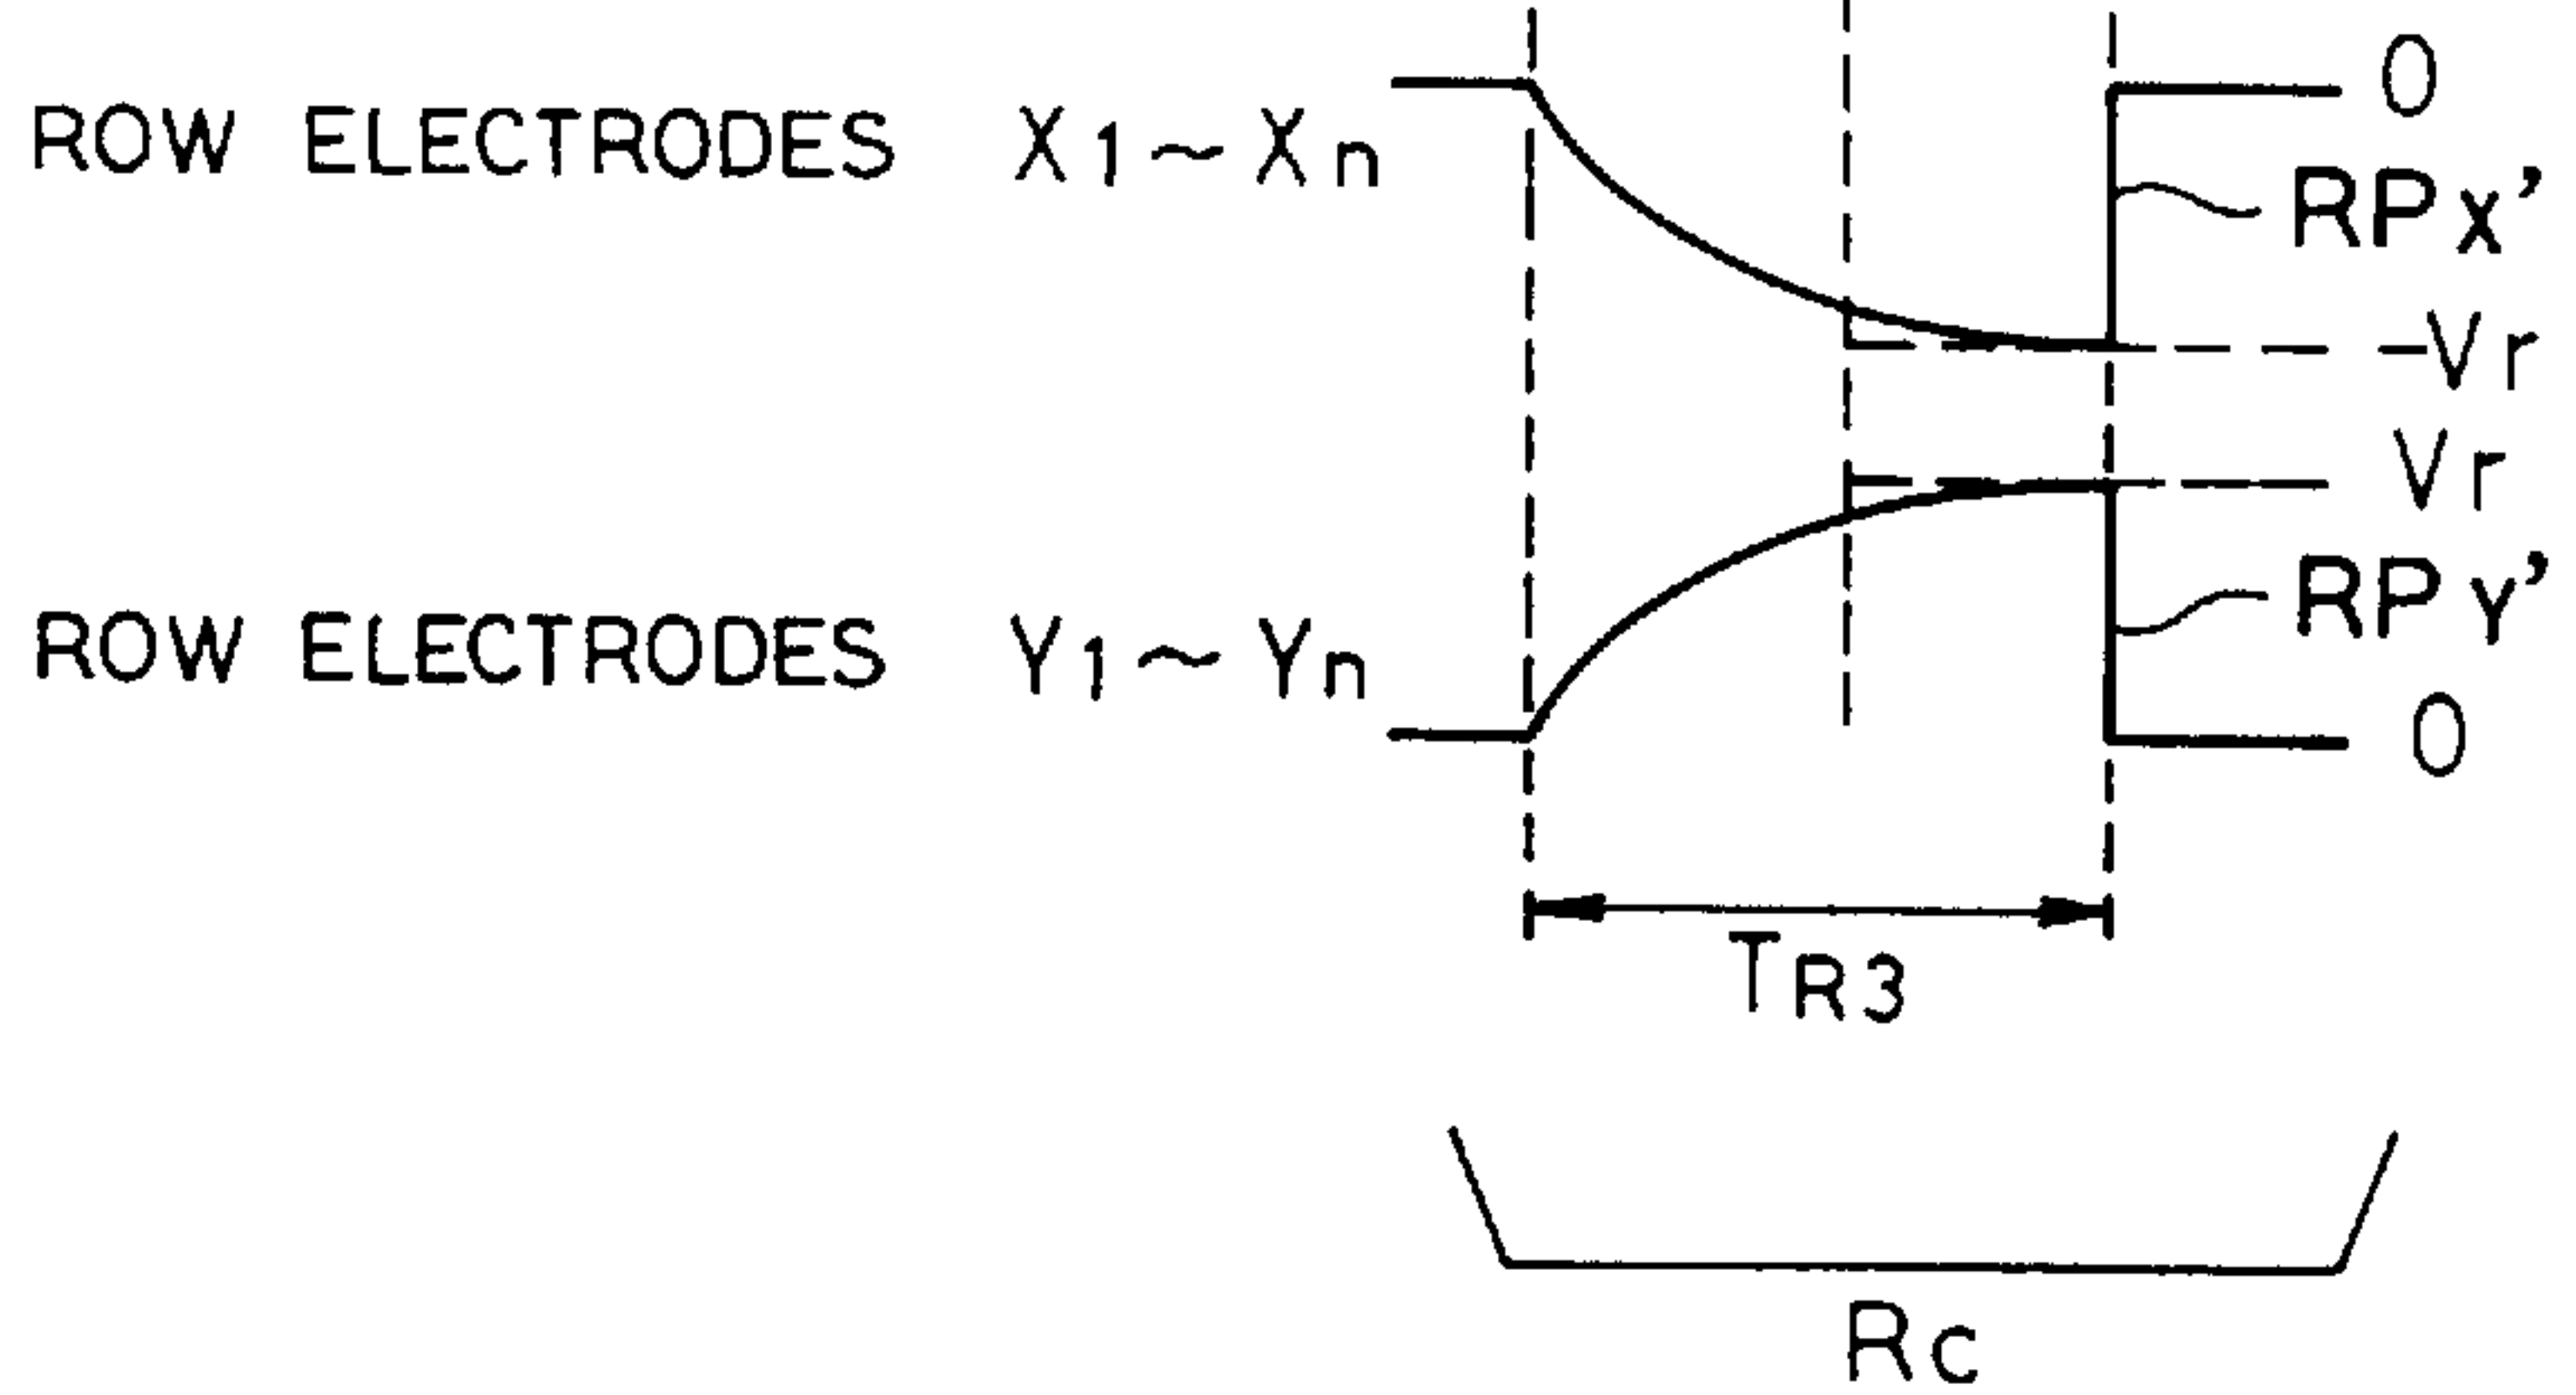 0
ROW ELECTRODES X1~Xn
RPX'
-Vr
Vr
RPY'
ROW ELECTRODES Y1~Yn
0
TR3
Rc